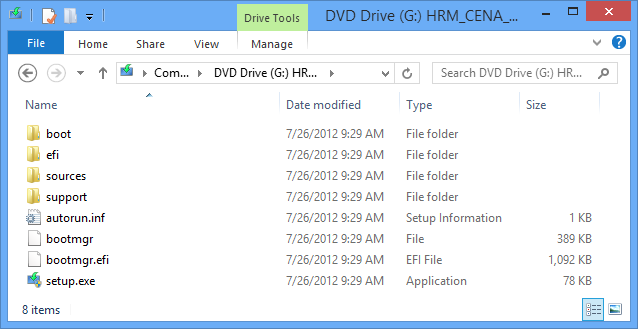 Drive Tools DVD Drive (G:) HRM_CENA_...
File Home Share View Manage
Com... DVD Drive (G:) HR... Search DVD Drive (G:) HR...
Name Date modified Type Size
boot 7/26/2012 9:29 AM File folder
efi 7/26/2012 9:29 AM File folder
sources 7/26/2012 9:29 AM File folder
support 7/26/2012 9:29 AM File folder
autorun.inf 7/26/2012 9:29 AM Setup Information 1 KB
bootmgr 7/26/2012 9:29 AM File 389 KB
bootmgr.efi 7/26/2012 9:29 AM EFI File 1,092 KB
setup.exe 7/26/2012 9:29 AM Application 78 KB
8 items